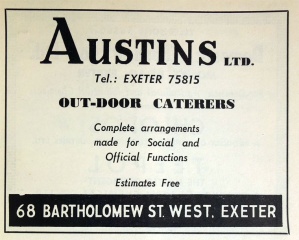 AUSTINS LTD.
Tel.: EXETER 75815
OUT-DOOR CATERERS
Complete arrangements
made for Social and
Official Functions
Estimates Free
68 BARTHOLOMEW ST. WEST, EXETER